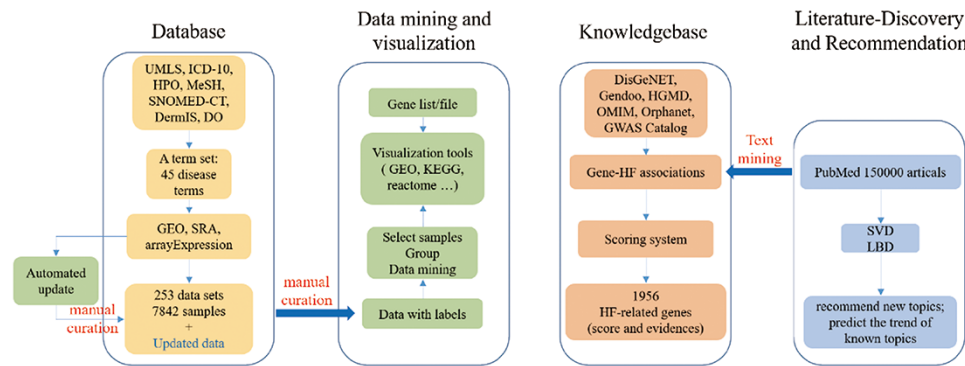 Database
UMLS, ICD-10,
HPO, MeSH,
SNOMED-CT,
DermIS, DO
A term set:
45 disease
terms
GEO, SRA,
arrayExpression
Automated
update
manual
curation
253 data sets
7842 samples
+
Updated data
manual
curation
Data mining and
visualization
Gene list/file
Visualization tools
( GEO, KEGG,
reactome ...)
Select samples
Group
Data mining
Data with labels
Knowledgebase
DisGeNET,
Gendoo, HGMD,
OMIM, Orphanet,
GWAS Catalog
Gene-HF associations
Scoring system
1956
HF-related genes
(score and evidences)
Text
mining
Literature-Discovery
and Recommendation
PubMed 150000 articals
SVD
LBD
recommend new topics;
predict the trend of
known topics